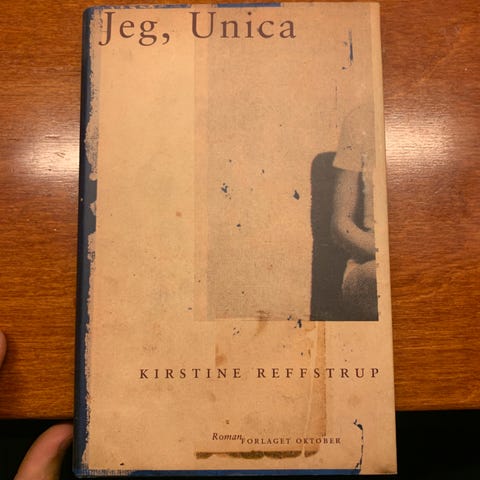 Jeg, Unica
KIRSTINE REFFSTRUP
Roman
FORLAGET OKTOBER